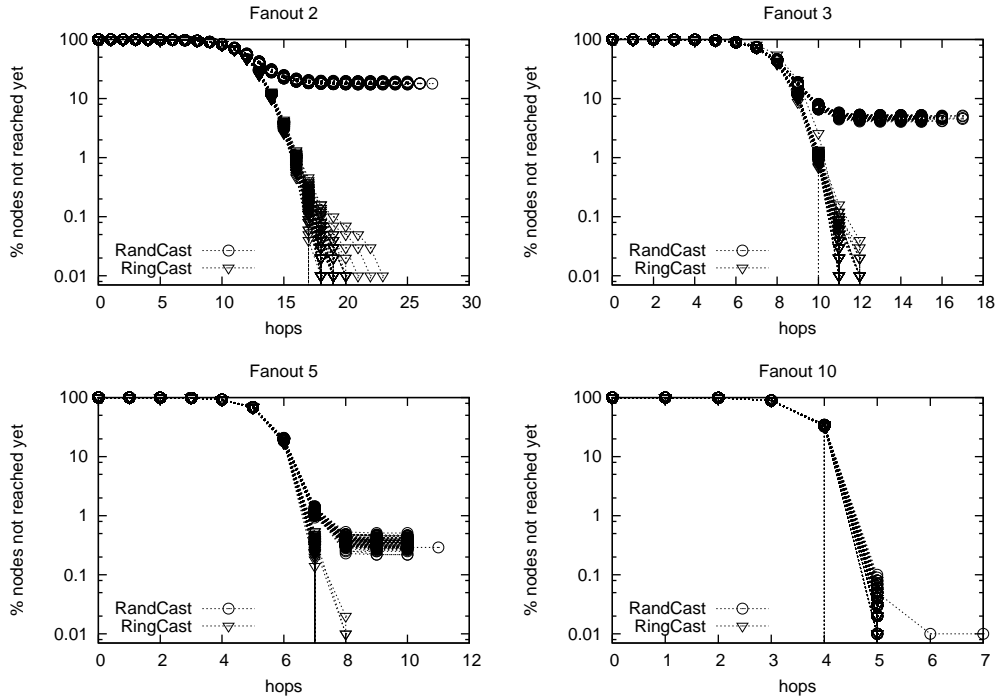 Fanout 2
% nodes not reached yet
100
10
1
0.1
0.01
RandCast
RingCast
0 5 10 15 20 25 30
hops
Fanout 3
% nodes not reached yet
100
10
1
0.1
0.01
RandCast
RingCast
0 2 4 6 8 10 12 14 16 18
hops
Fanout 5
% nodes not reached yet
100
10
1
0.1
0.01
RandCast
RingCast
0 2 4 6 8 10 12
hops
Fanout 10
% nodes not reached yet
100
10
1
0.1
0.01
RandCast
RingCast
0 1 2 3 4 5 6 7
hops